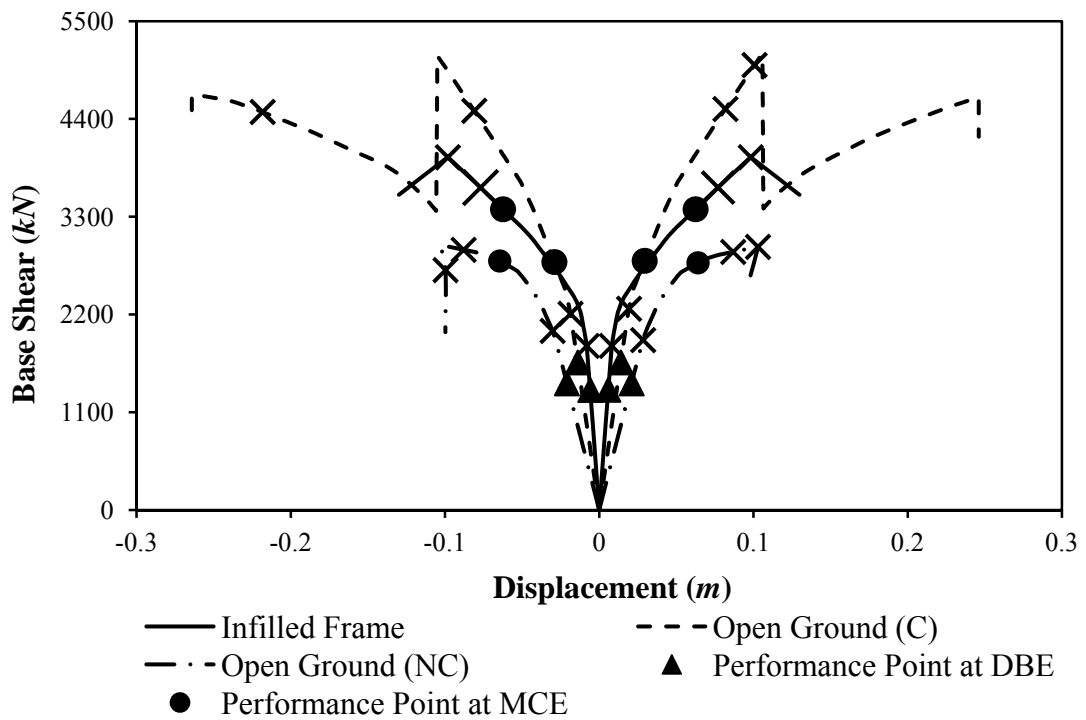 5500
4400
3300
2200
1100
0
Base Shear (kN)
-0.3 -0.2 -0.1 0 0.1 0.2 0.3
Displacement (m)
Infilled Frame Open Ground (C)
Open Ground (NC) Performance Point at DBE
Performance Point at MCE